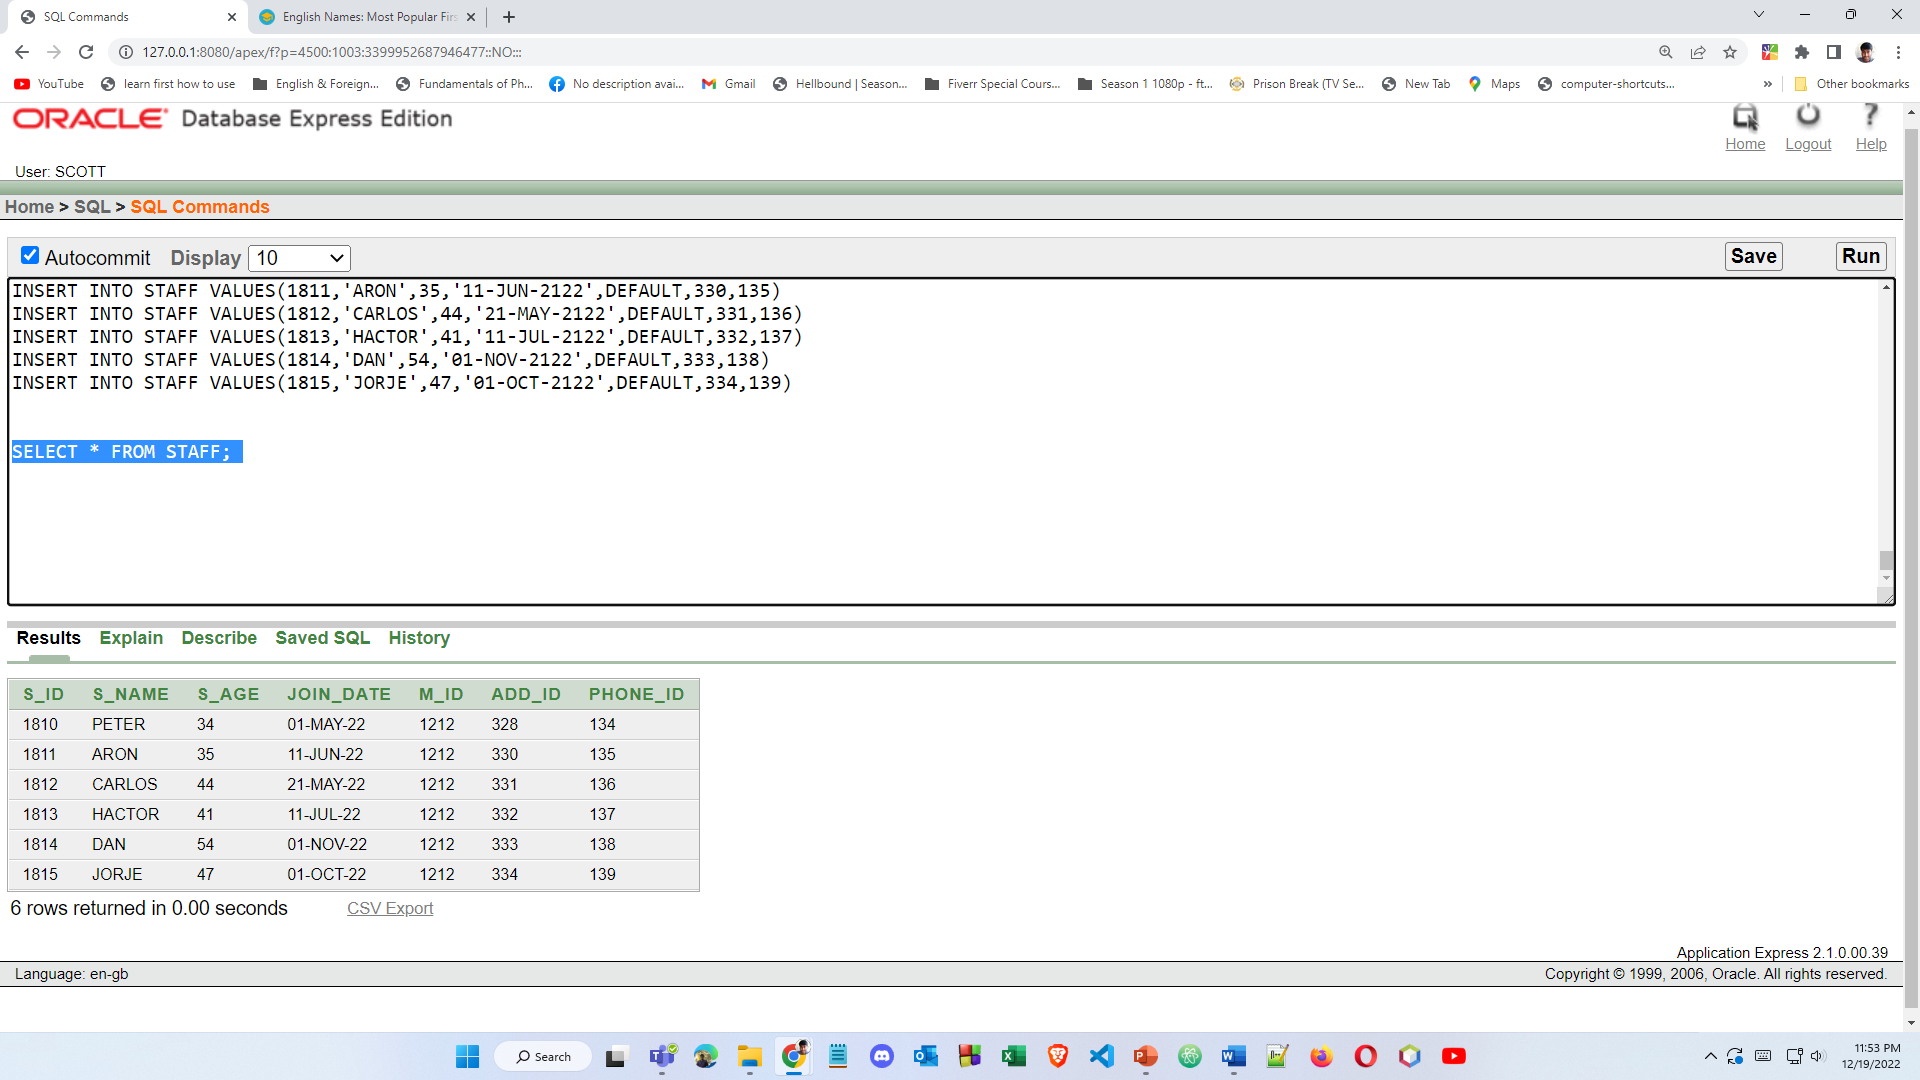 SQL Commands
English Names: Most Popular Firs
127.0.0.1:8080/apex/f?p=4500:1003:3399952687946477::NO:::
YouTube learn first how to use English & Foreign... Fundamentals of Ph... No description avai... Gmail Hellbound | Season... Fiverr Special Cours... Season 1 1080p - ft... Prison Break (TV Se... New Tab Maps computer-shortcuts... » Other bookmarks
ORACLE Database Express Edition
Home Logout Help
User: SCOTT
Home > SQL > SQL Commands
Autocommit Display 10 Save Run
INSERT INTO STAFF VALUES(1811,'ARON',35,'11-JUN-2122',DEFAULT,330,135)
INSERT INTO STAFF VALUES(1812,'CARLOS',44,'21-MAY-2122',DEFAULT,331,136)
INSERT INTO STAFF VALUES(1813,'HACTOR',41,'11-JUL-2122',DEFAULT,332,137)
INSERT INTO STAFF VALUES(1814,'DAN',54,'01-NOV-2122',DEFAULT,333,138)
INSERT INTO STAFF VALUES(1815,'JORJE',47,'01-OCT-2122',DEFAULT,334,139)
SELECT * FROM STAFF;
Results Explain Describe Saved SQL History
S_ID S_NAME S_AGE JOIN_DATE M_ID ADD_ID PHONE_ID
1810 PETER 34 01-MAY-22 1212 328 134
1811 ARON 35 11-JUN-22 1212 330 135
1812 CARLOS 44 21-MAY-22 1212 331 136
1813 HACTOR 41 11-JUL-22 1212 332 137
1814 DAN 54 01-NOV-22 1212 333 138
1815 JORJE 47 01-OCT-22 1212 334 139
6 rows returned in 0.00 seconds CSV Export
Application Express 2.1.0.00.39
Language: en-gb Copyright © 1999, 2006, Oracle. All rights reserved.
Search
11:53 PM
12/19/2022